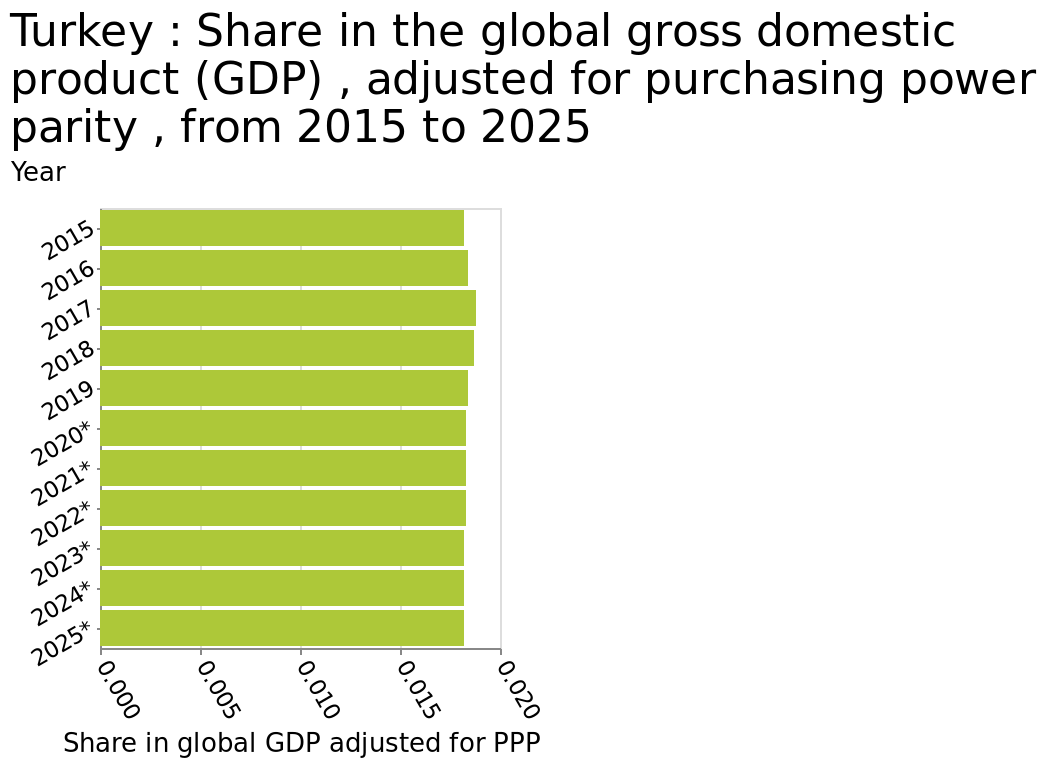 Turkey : Share in the global gross domestic
product (GDP) , adjusted for purchasing power
parity , from 2015 to 2025
Year
2015
2016
2017
2018
2019
2020*
2021*
2022*
2023*
2024*
2025*
0.000 0.005 0.010 0.015 0.020
Share in global GDP adjusted for PPP